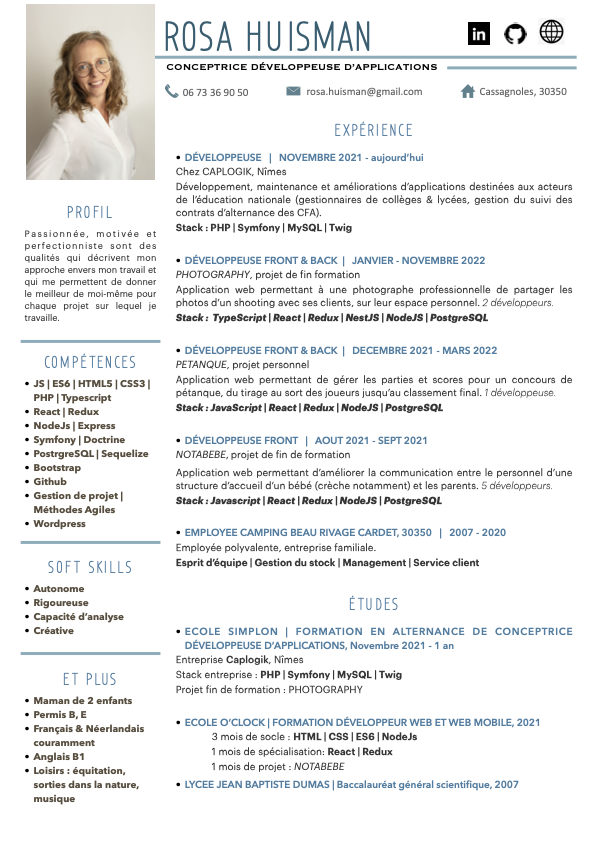 ROSA HUISMAN
CONCEPTRICE DÉVELOPPEUSE D'APPLICATIONS
in
06 73 36 90 50
rosa.huisman@gmail.com
Cassagnoles, 30350
PROFIL
Passionnée, motivée et
perfectionniste sont des
qualités qui décrivent mon
approche envers mon travail et
qui me permettent de donner
le meilleur de moi-même pour
chaque projet sur lequel je
travaille.
COMPÉTENCES
• JS | ES6 | HTML5 | CSS3 |
PHP | Typescript
• React | Redux
• NodeJs | Express
• Symfony | Doctrine
• PostrgreSQL | Sequelize
• Bootstrap
• Github
• Gestion de projet |
Méthodes Agiles
• Wordpress
SOFT SKILLS
• Autonome
• Rigoureuse
• Capacité d'analyse
• Créative
ET PLUS
• Maman de 2 enfants
• Permis B, E
• Français & Néerlandais
couramment
• Anglais B1
• Loisirs : équitation,
sorties dans la nature,
musique
EXPÉRIENCE
• DÉVELOPPEUSE | NOVEMBRE 2021 - aujourd'hui
Chez CAPLOGIK, Nîmes
Développement, maintenance et améliorations d'applications destinées aux acteurs
de l'éducation nationale (gestionnaires de collèges & lycées, gestion du suivi des
contrats d'alternance des CFA).
Stack : PHP | Symfony | MySQL | Twig
• DÉVELOPPEUSE FRONT & BACK | JANVIER - NOVEMBRE 2022
PHOTOGRAPHY, projet de fin formation
Application web permettant à une photographe professionnelle de partager les
photos d'un shooting avec ses clients, sur leur espace personnel. 2 développeurs.
Stack : TypeScript | React | Redux | NestJS | NodeJS | PostgreSQL
• DÉVELOPPEUSE FRONT & BACK | DECEMBRE 2021 - MARS 2022
PETANQUE, projet personnel
Application web permettant de gérer les parties et scores pour un concours de
pétanque, du tirage au sort des joueurs jusqu'au classement final. 1 développeuse.
Stack : JavaScript | React | Redux | NodeJS | PostgreSQL
• DÉVELOPPEUSE FRONT | AOUT 2021 - SEPT 2021
NOTABEBE, projet de fin de formation
Application web permettant d'améliorer la communication entre le personnel d'une
structure d'accueil d'un bébé (crèche notamment) et les parents. 5 développeurs.
Stack : Javascript | React | Redux | NodeJS | PostgreSQL
• EMPLOYEE CAMPING BEAU RIVAGE CARDET, 30350 | 2007 - 2020
Employée polyvalente, entreprise familiale.
Esprit d'équipe | Gestion du stock | Management | Service client
ÉTUDES
• ECOLE SIMPLON | FORMATION EN ALTERNANCE DE CONCEPTRICE
DÉVELOPPEUSE D'APPLICATIONS, Novembre 2021 - 1 an
Entreprise Caplogik, Nîmes
Stack entreprise : PHP | Symfony | MySQL | Twig
Projet fin de formation : PHOTOGRAPHY
• ECOLE O'CLOCK | FORMATION DÉVELOPPEUR WEB ET WEB MOBILE, 2021
3 mois de socle : HTML | CSS | ES6 | NodeJs
1 mois de spécialisation: React | Redux
1 mois de projet : NOTABEBE
• LYCEE JEAN BAPTISTE DUMAS | Baccalauréat général scientifique, 2007